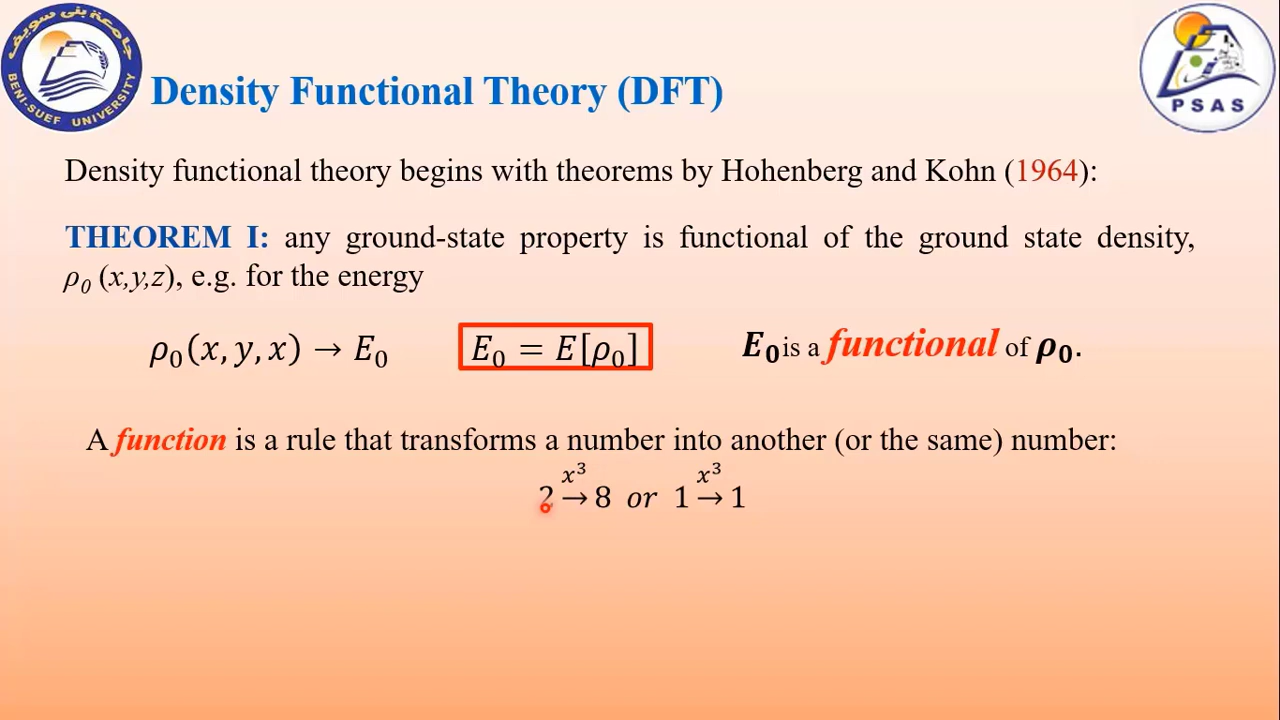 جامعة بنى سويف
BENI-SUEF UNIVERSITY
PSAS
Density Functional Theory (DFT)
Density functional theory begins with theorems by Hohenberg and Kohn (1964):
THEOREM I: any ground-state property is functional of the ground state density,
ρ₀ (x,y,z), e.g. for the energy
ρ₀(x, y, x) → E₀ E₀ = E[ρ₀] E₀ is a functional of ρ₀.
A function is a rule that transforms a number into another (or the same) number:
x³ x³
2 → 8 or 1 → 1